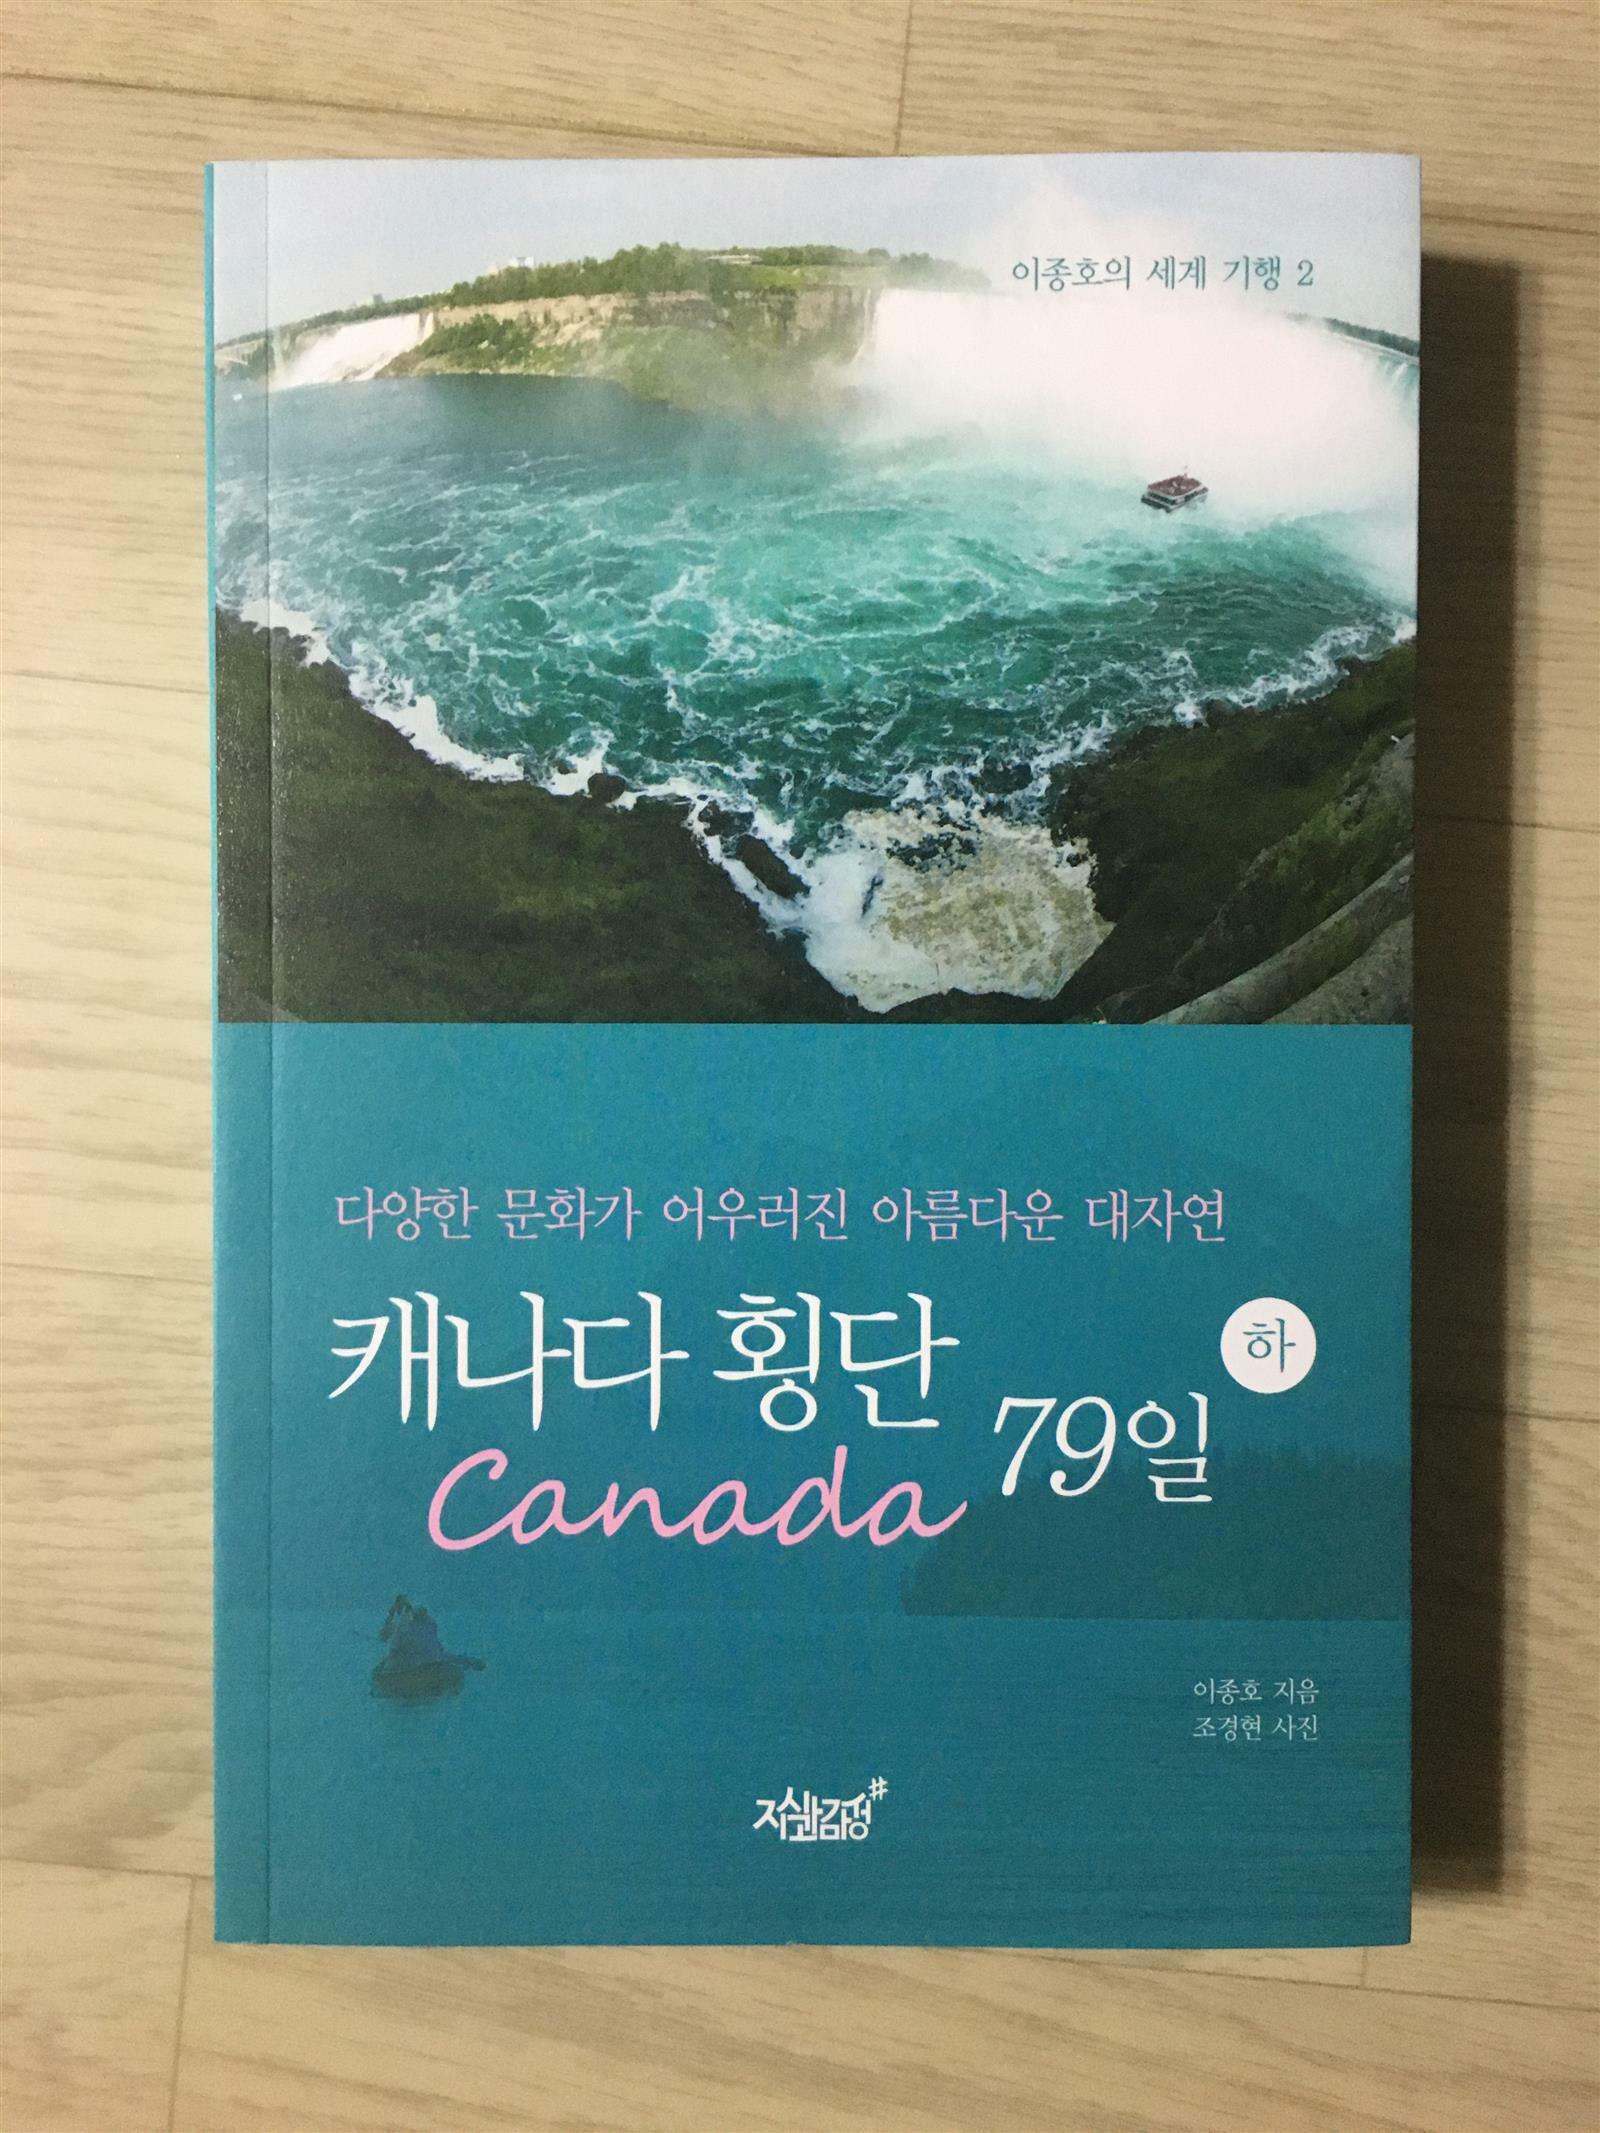 이종호의 세계 기행 2
다양한 문화가 어우러진 아름다운 대자연
캐나다 횡단
하
79일
Canada
이종호 지음
조경현 사진
지식과감성#